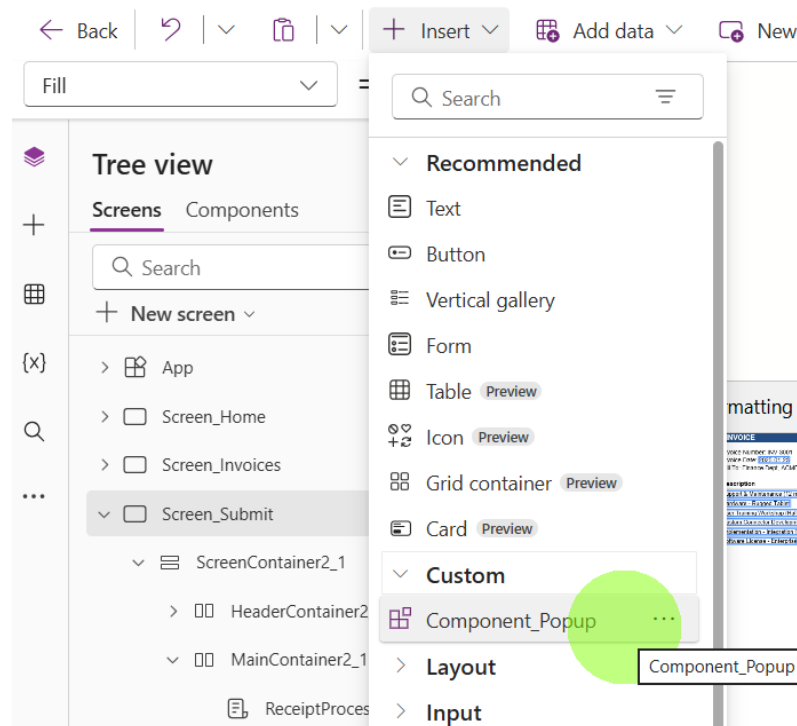 Back
Insert
Add data
New
Fill
=
Search
Tree view
Screens Components
Search
New screen
App
Screen_Home
Screen_Invoices
Screen_Submit
ScreenContainer2_1
HeaderContainer2
MainContainer2_1
ReceiptProces
Recommended
Text
Button
Vertical gallery
Form
Table Preview
Icon Preview
Grid container Preview
Card Preview
Custom
Component_Popup
Component_Popup
Layout
Input
matting
INVOICE